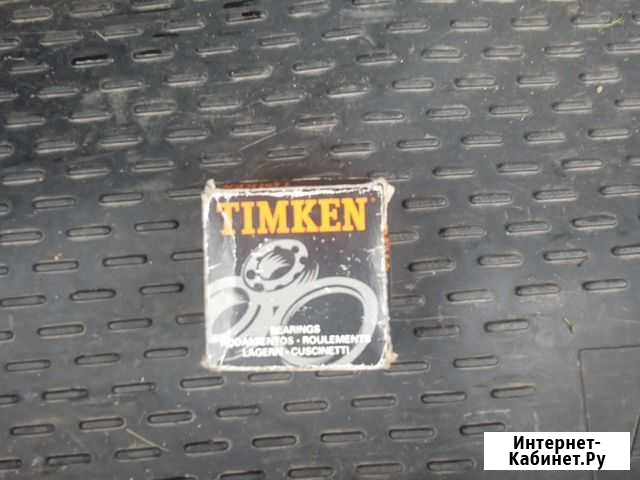 TIMKEN
BEARINGS
RODAMIENTOS • ROULEMENTS
LAGERN • CUSCINETTI
Интернет-
Кабинет.Ру